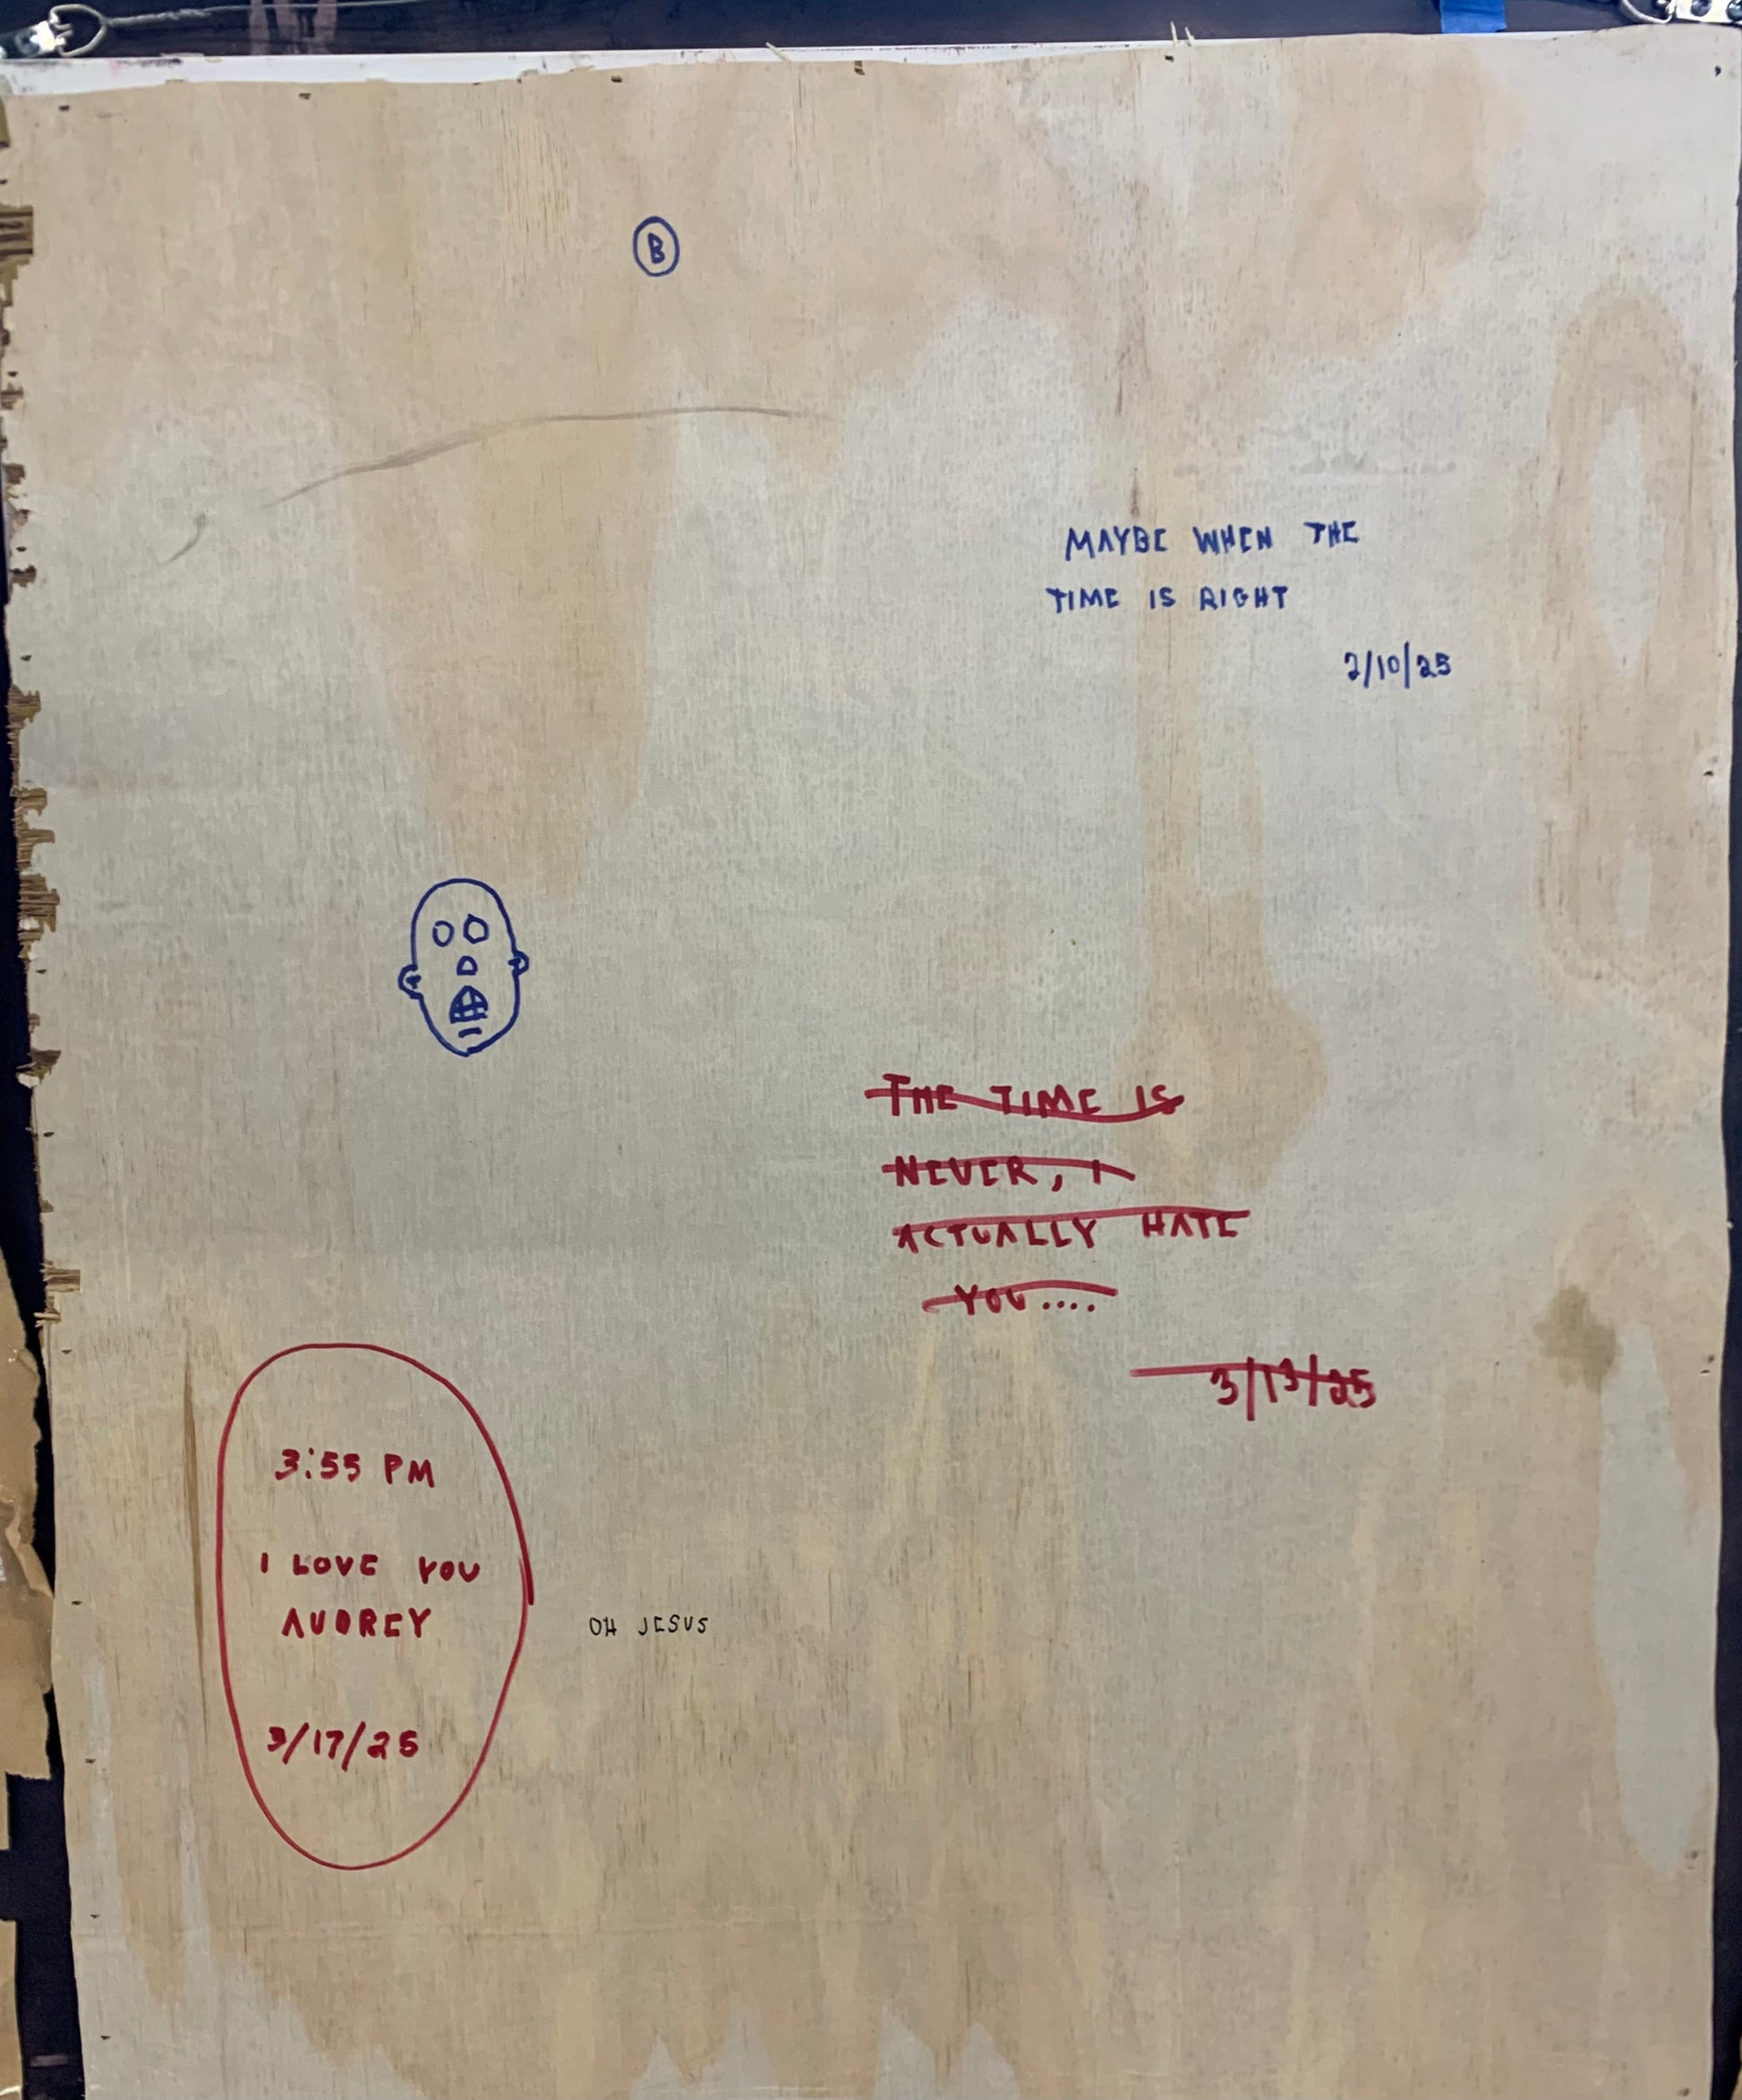 B
MAYBE WHEN THE
TIME IS RIGHT
2/10/25
THE TIME IS
NEVER, I
ACTUALLY HATE
YOU....
3/13/25
3:55 PM
I LOVE YOU
AUDREY
OH JESUS
3/17/25